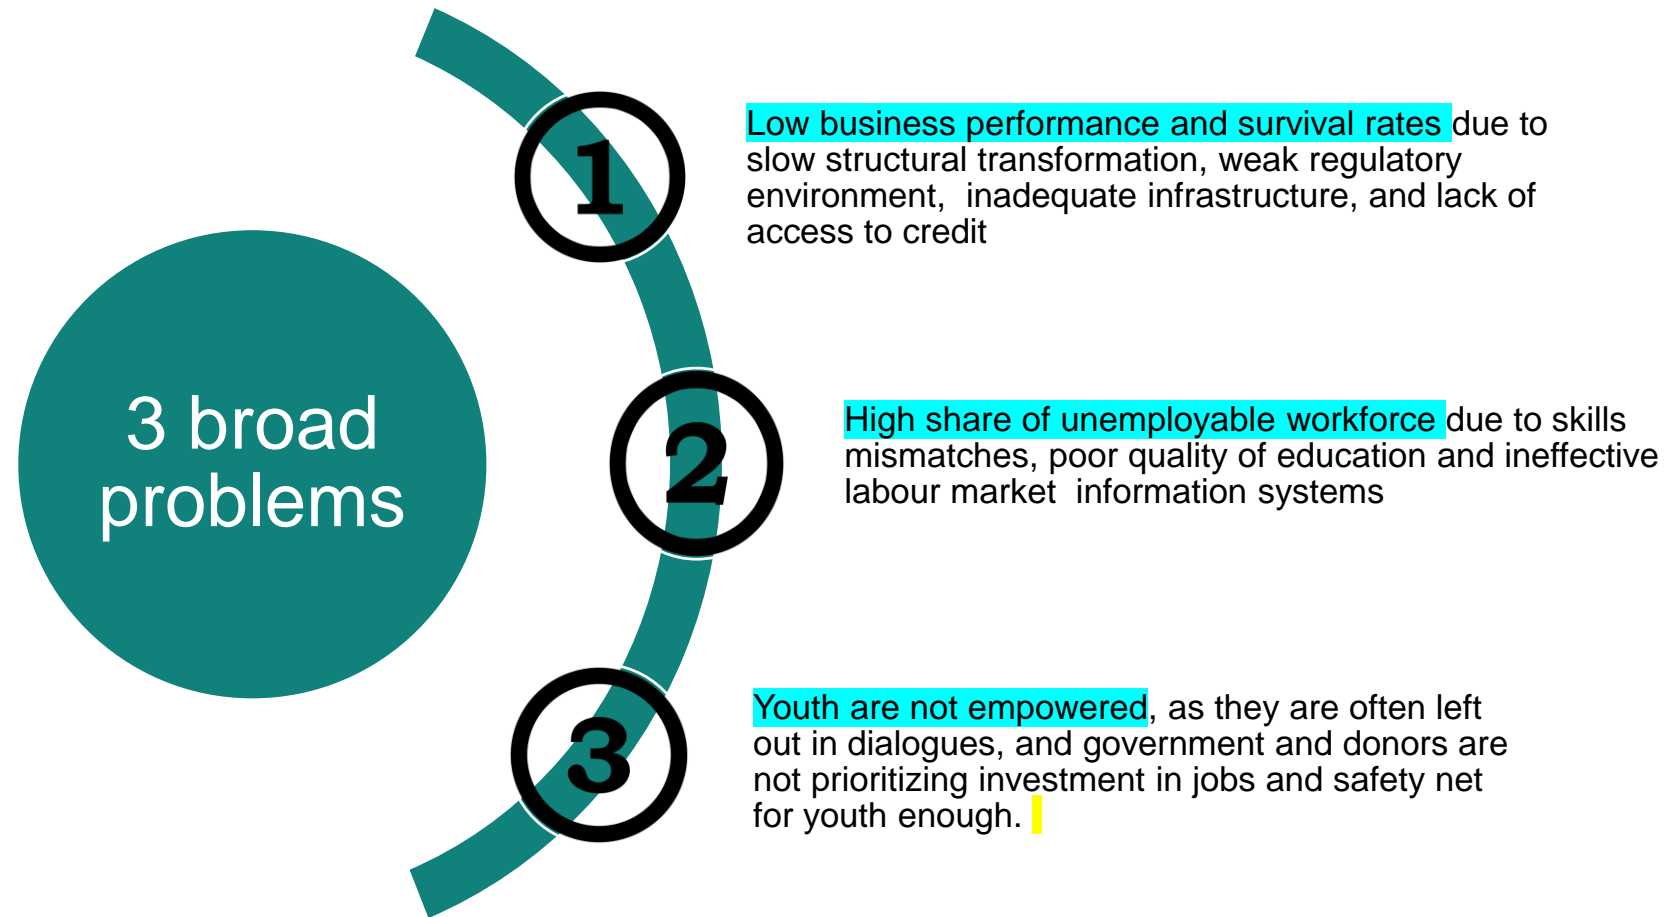 3 broad
problems
1
Low business performance and survival rates due to
slow structural transformation, weak regulatory
environment,  inadequate infrastructure, and lack of
access to credit
2
High share of unemployable workforce due to skills
mismatches, poor quality of education and ineffective
labour market  information systems
3
Youth are not empowered, as they are often left
out in dialogues, and government and donors are
not prioritizing investment in jobs and safety net
for youth enough.